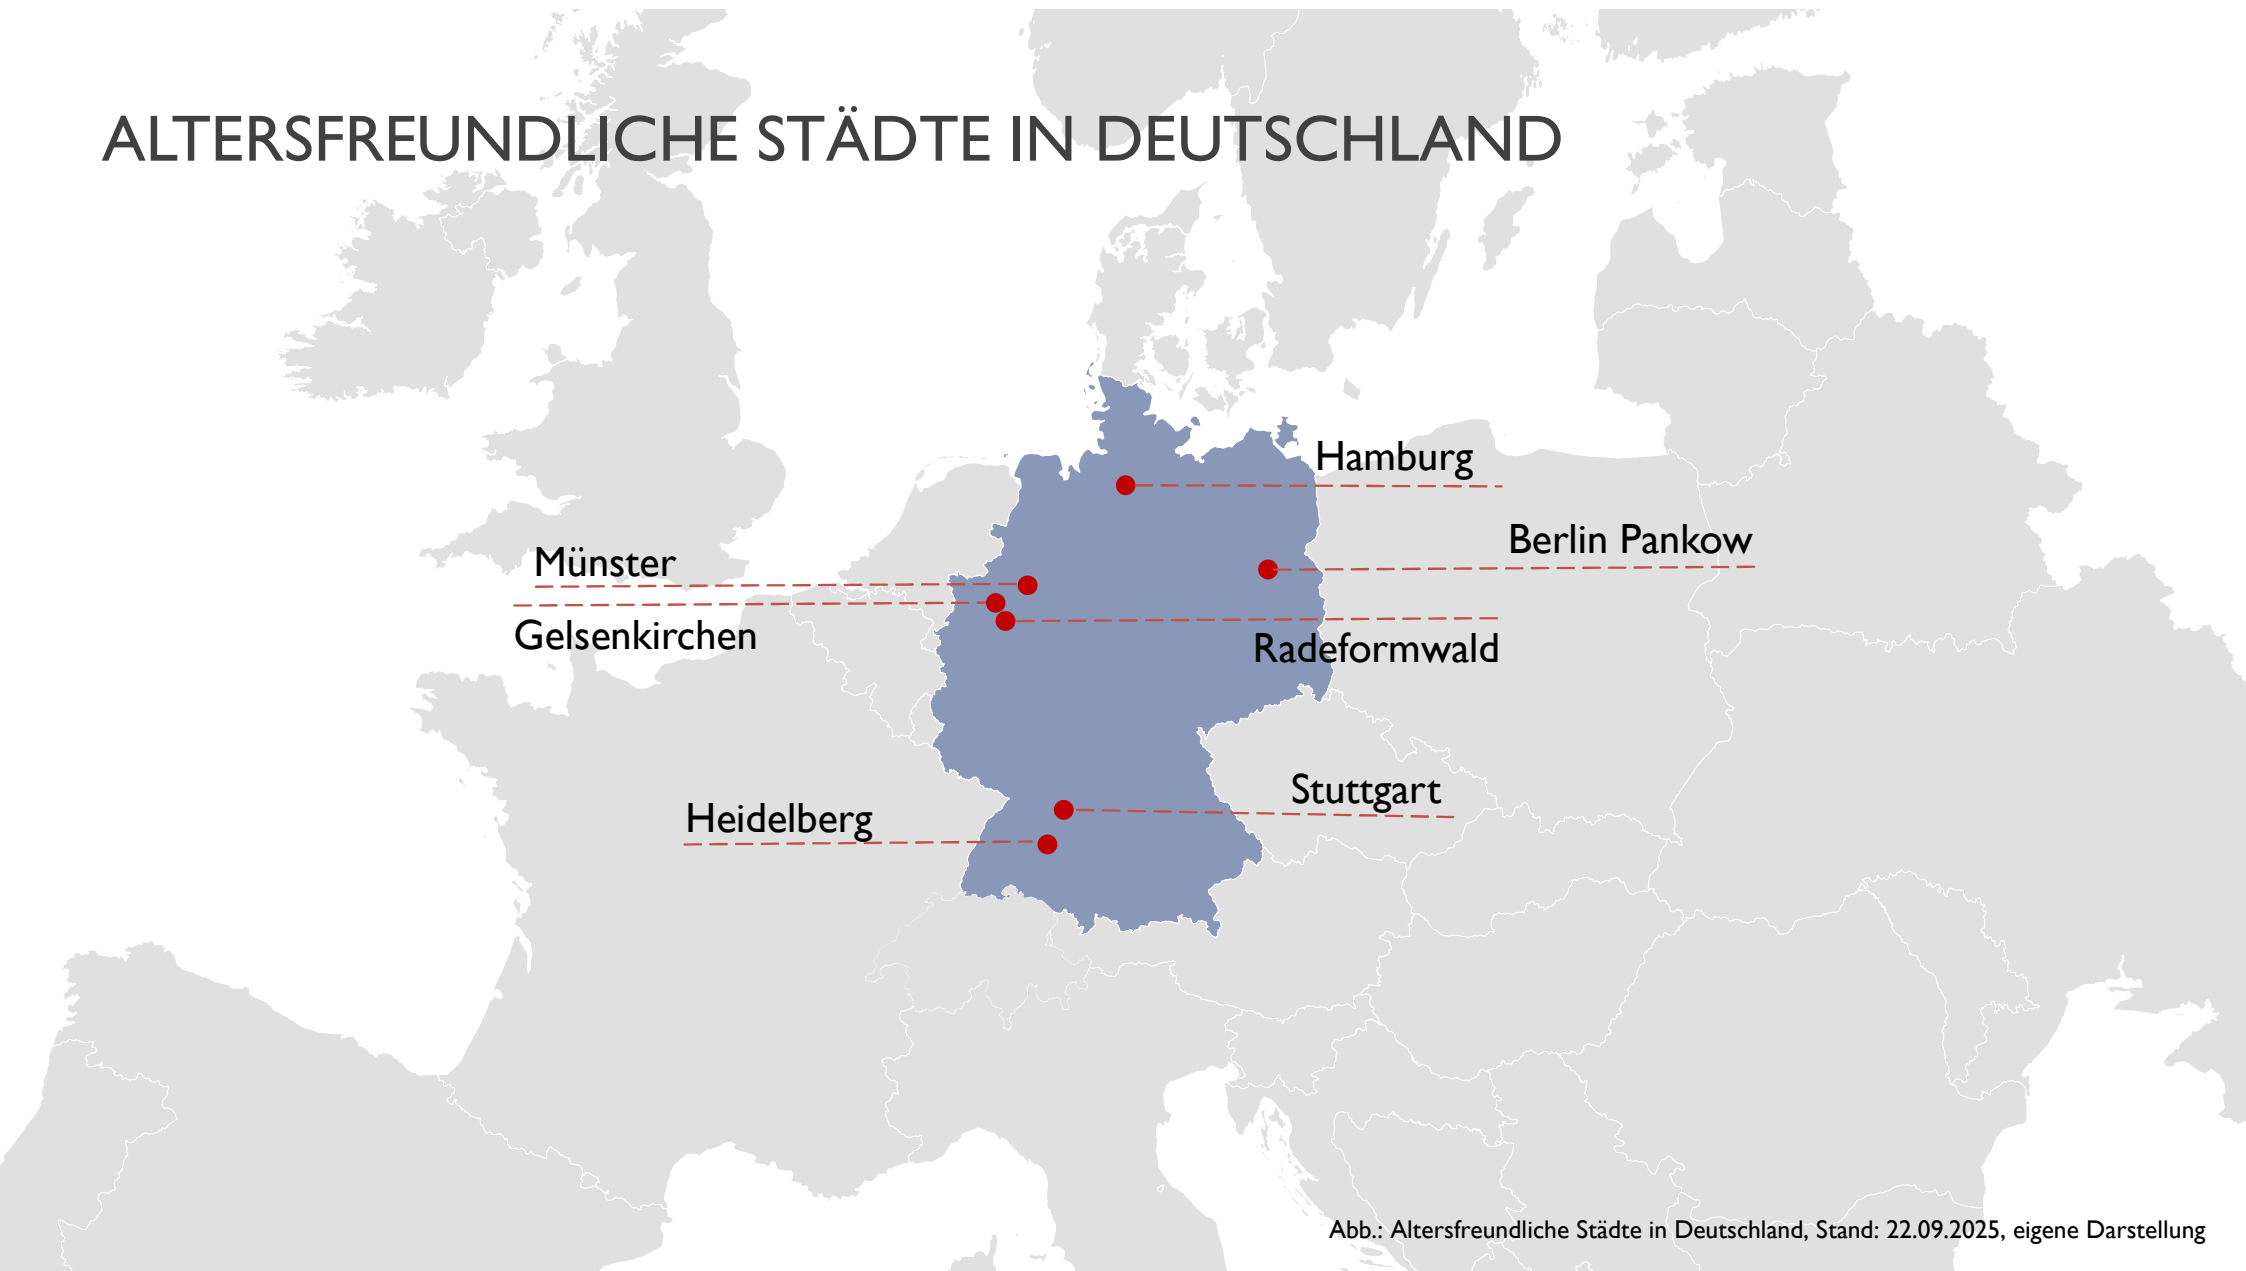 ALTERSFREUNDLICHE STÄDTE IN DEUTSCHLAND
Hamburg
Berlin Pankow
Münster
Gelsenkirchen
Radeformwald
Stuttgart
Heidelberg
Abb.: Altersfreundliche Städte in Deutschland, Stand: 22.09.2025, eigene Darstellung